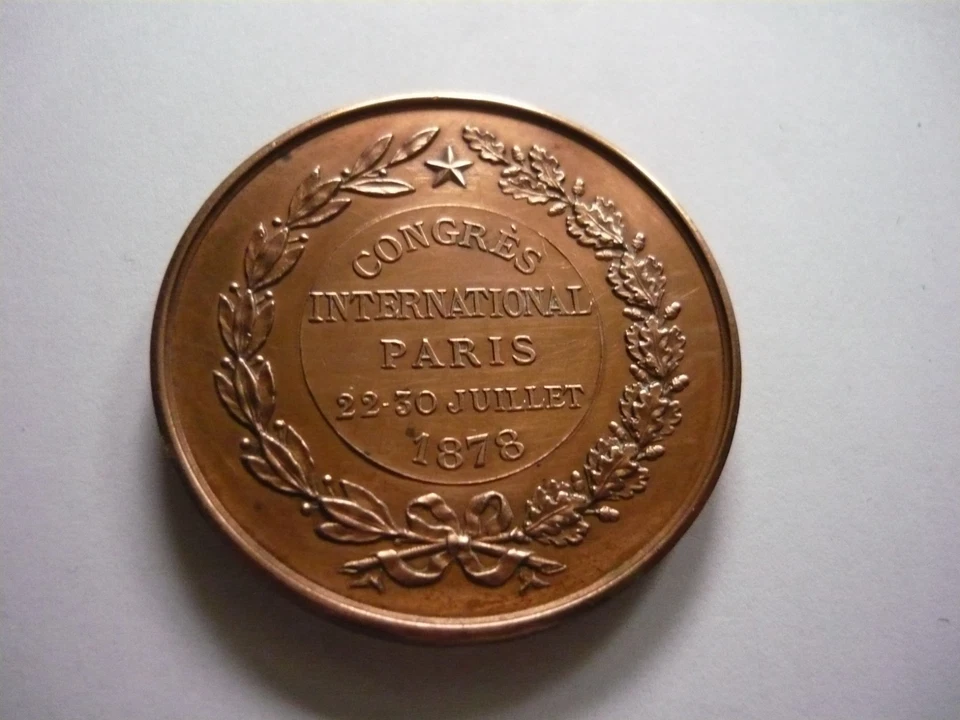 CONGRÈS
INTERNATIONAL
PARIS
22-30 JUILLET
1878